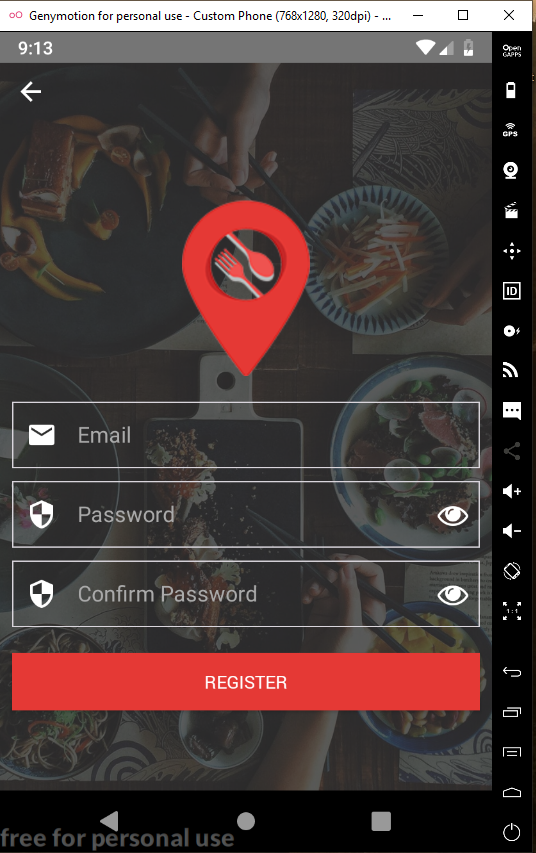 Genymotion for personal use - Custom Phone (768x1280, 320dpi) - ...
9:13
Open
GAPPS
GPS
ID
Email
Password
Confirm Password
1:1
REGISTER
free for personal use